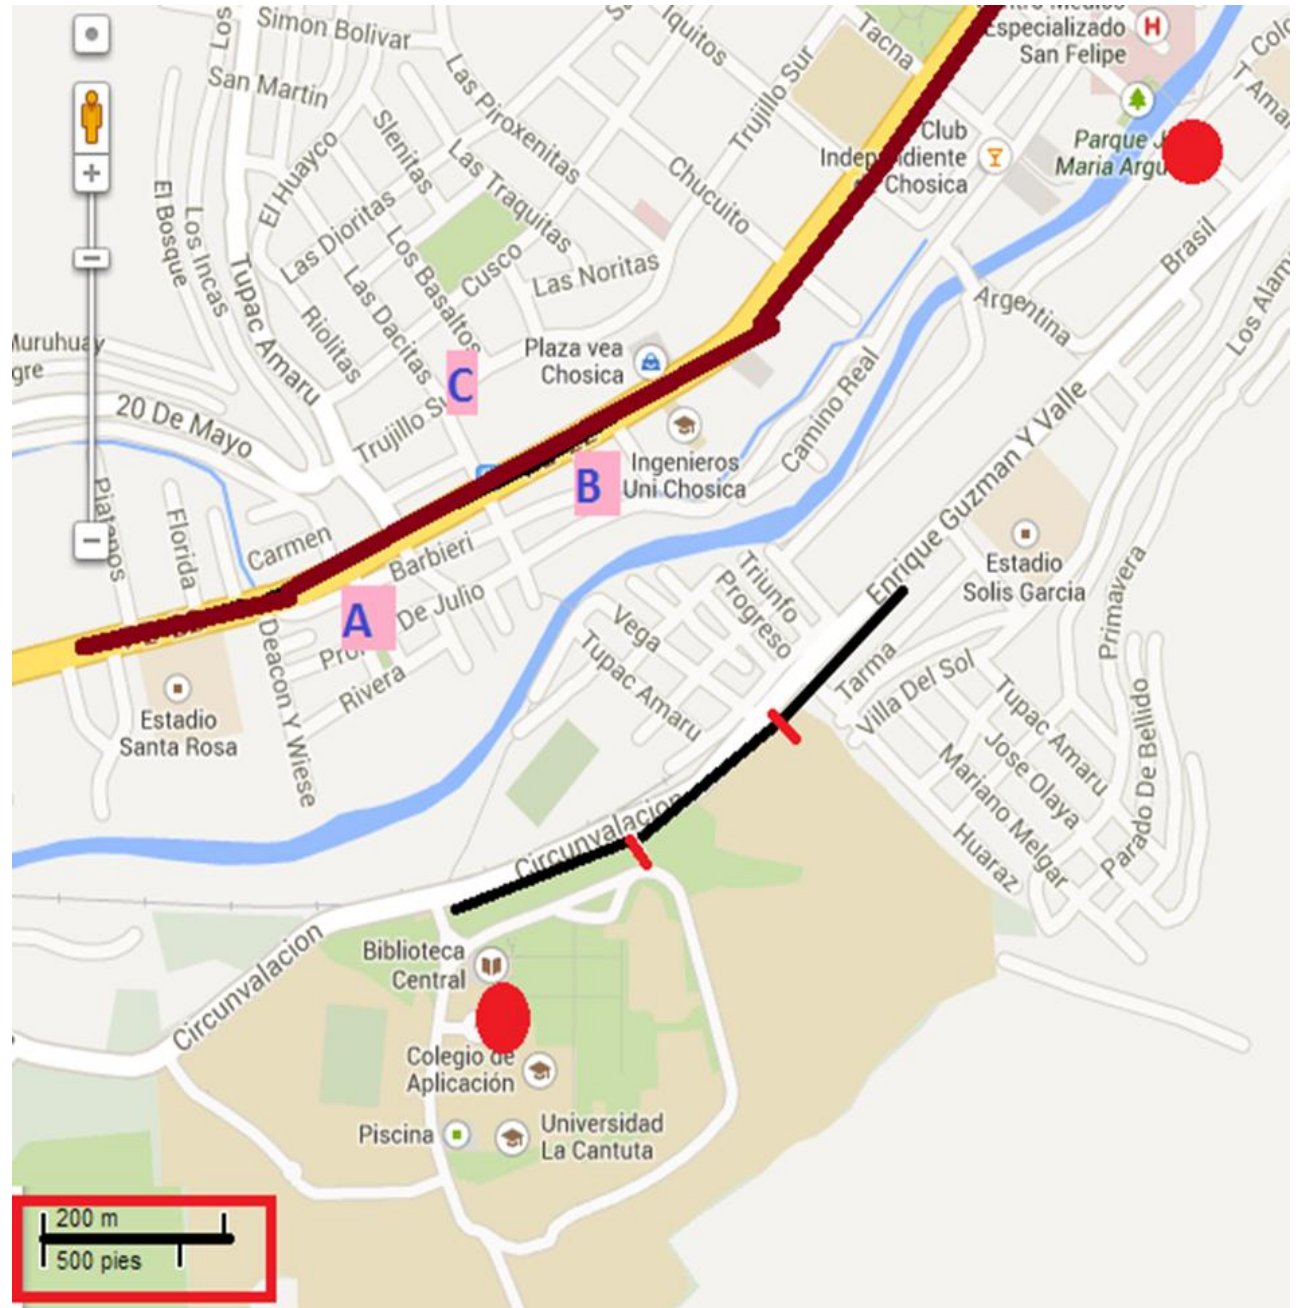 Los
Simon Bolivar
San Martin
Iquitos
Tacna
Especializado
San Felipe
H
T Amar
Las Piroxenitas
Trujillo Sur
Slenitas
Club
Independiente
Chosica
Parque J
Maria Argu
El Huayco
Las Traquitas
Chucuito
El Bosque
Los Incas
Las Dioritas
Los Basaltos
Cusco
Las Noritas
Brasil
Tupac Amaru
Riolitas
Las Dacitas
Argentina
Los Alam
Muruhuay
gre
Plaza vea
Chosica
C
20 De Mayo
Trujillo Su
Camino Real
Enrique Guzman Y Valle
B
Ingenieros
Uni Chosica
Florida
Carmen
Barbieri
Estadio
Solis Garcia
A
De Julio
Triunfo
Progreso
Primavera
Deacon Y Wiese
Rivera
Vega
Tupac Amaru
Tarma
Villa Del Sol
Estadio
Santa Rosa
Tupac Amaru
Jose Olaya
Mariano Melgar
Huaraz
Parado De Bellido
Circunvalacion
Biblioteca
Central
Circunvalacion
Colegio de
Aplicación
Piscina
Universidad
La Cantuta
200 m
500 pies